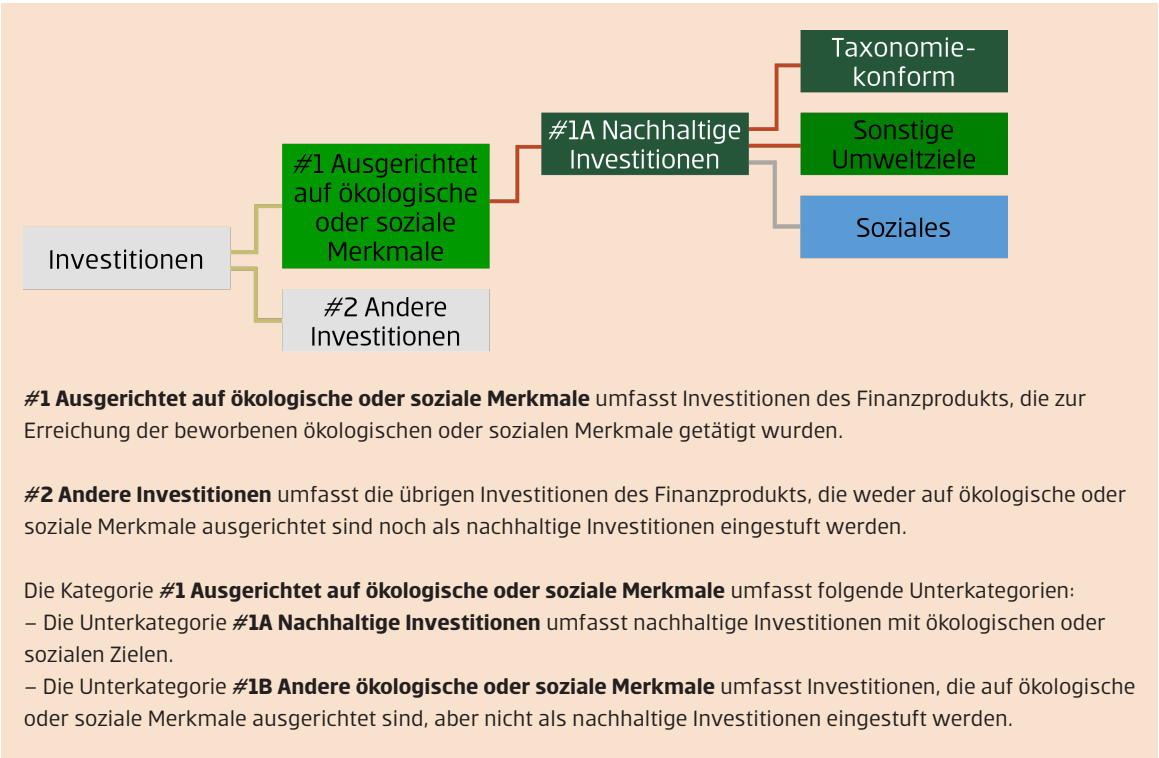 Taxonomie-
konform
#1A Nachhaltige
Investitionen
Sonstige
Umweltziele
#1 Ausgerichtet
auf ökologische
oder soziale
Merkmale
Soziales
Investitionen
#2 Andere
Investitionen
#1 Ausgerichtet auf ökologische oder soziale Merkmale umfasst Investitionen des Finanzprodukts, die zur
Erreichung der beworbenen ökologischen oder sozialen Merkmale getätigt wurden.
#2 Andere Investitionen umfasst die übrigen Investitionen des Finanzprodukts, die weder auf ökologische oder
soziale Merkmale ausgerichtet sind noch als nachhaltige Investitionen eingestuft werden.
Die Kategorie #1 Ausgerichtet auf ökologische oder soziale Merkmale umfasst folgende Unterkategorien:
– Die Unterkategorie #1A Nachhaltige Investitionen umfasst nachhaltige Investitionen mit ökologischen oder
sozialen Zielen.
– Die Unterkategorie #1B Andere ökologische oder soziale Merkmale umfasst Investitionen, die auf ökologische
oder soziale Merkmale ausgerichtet sind, aber nicht als nachhaltige Investitionen eingestuft werden.